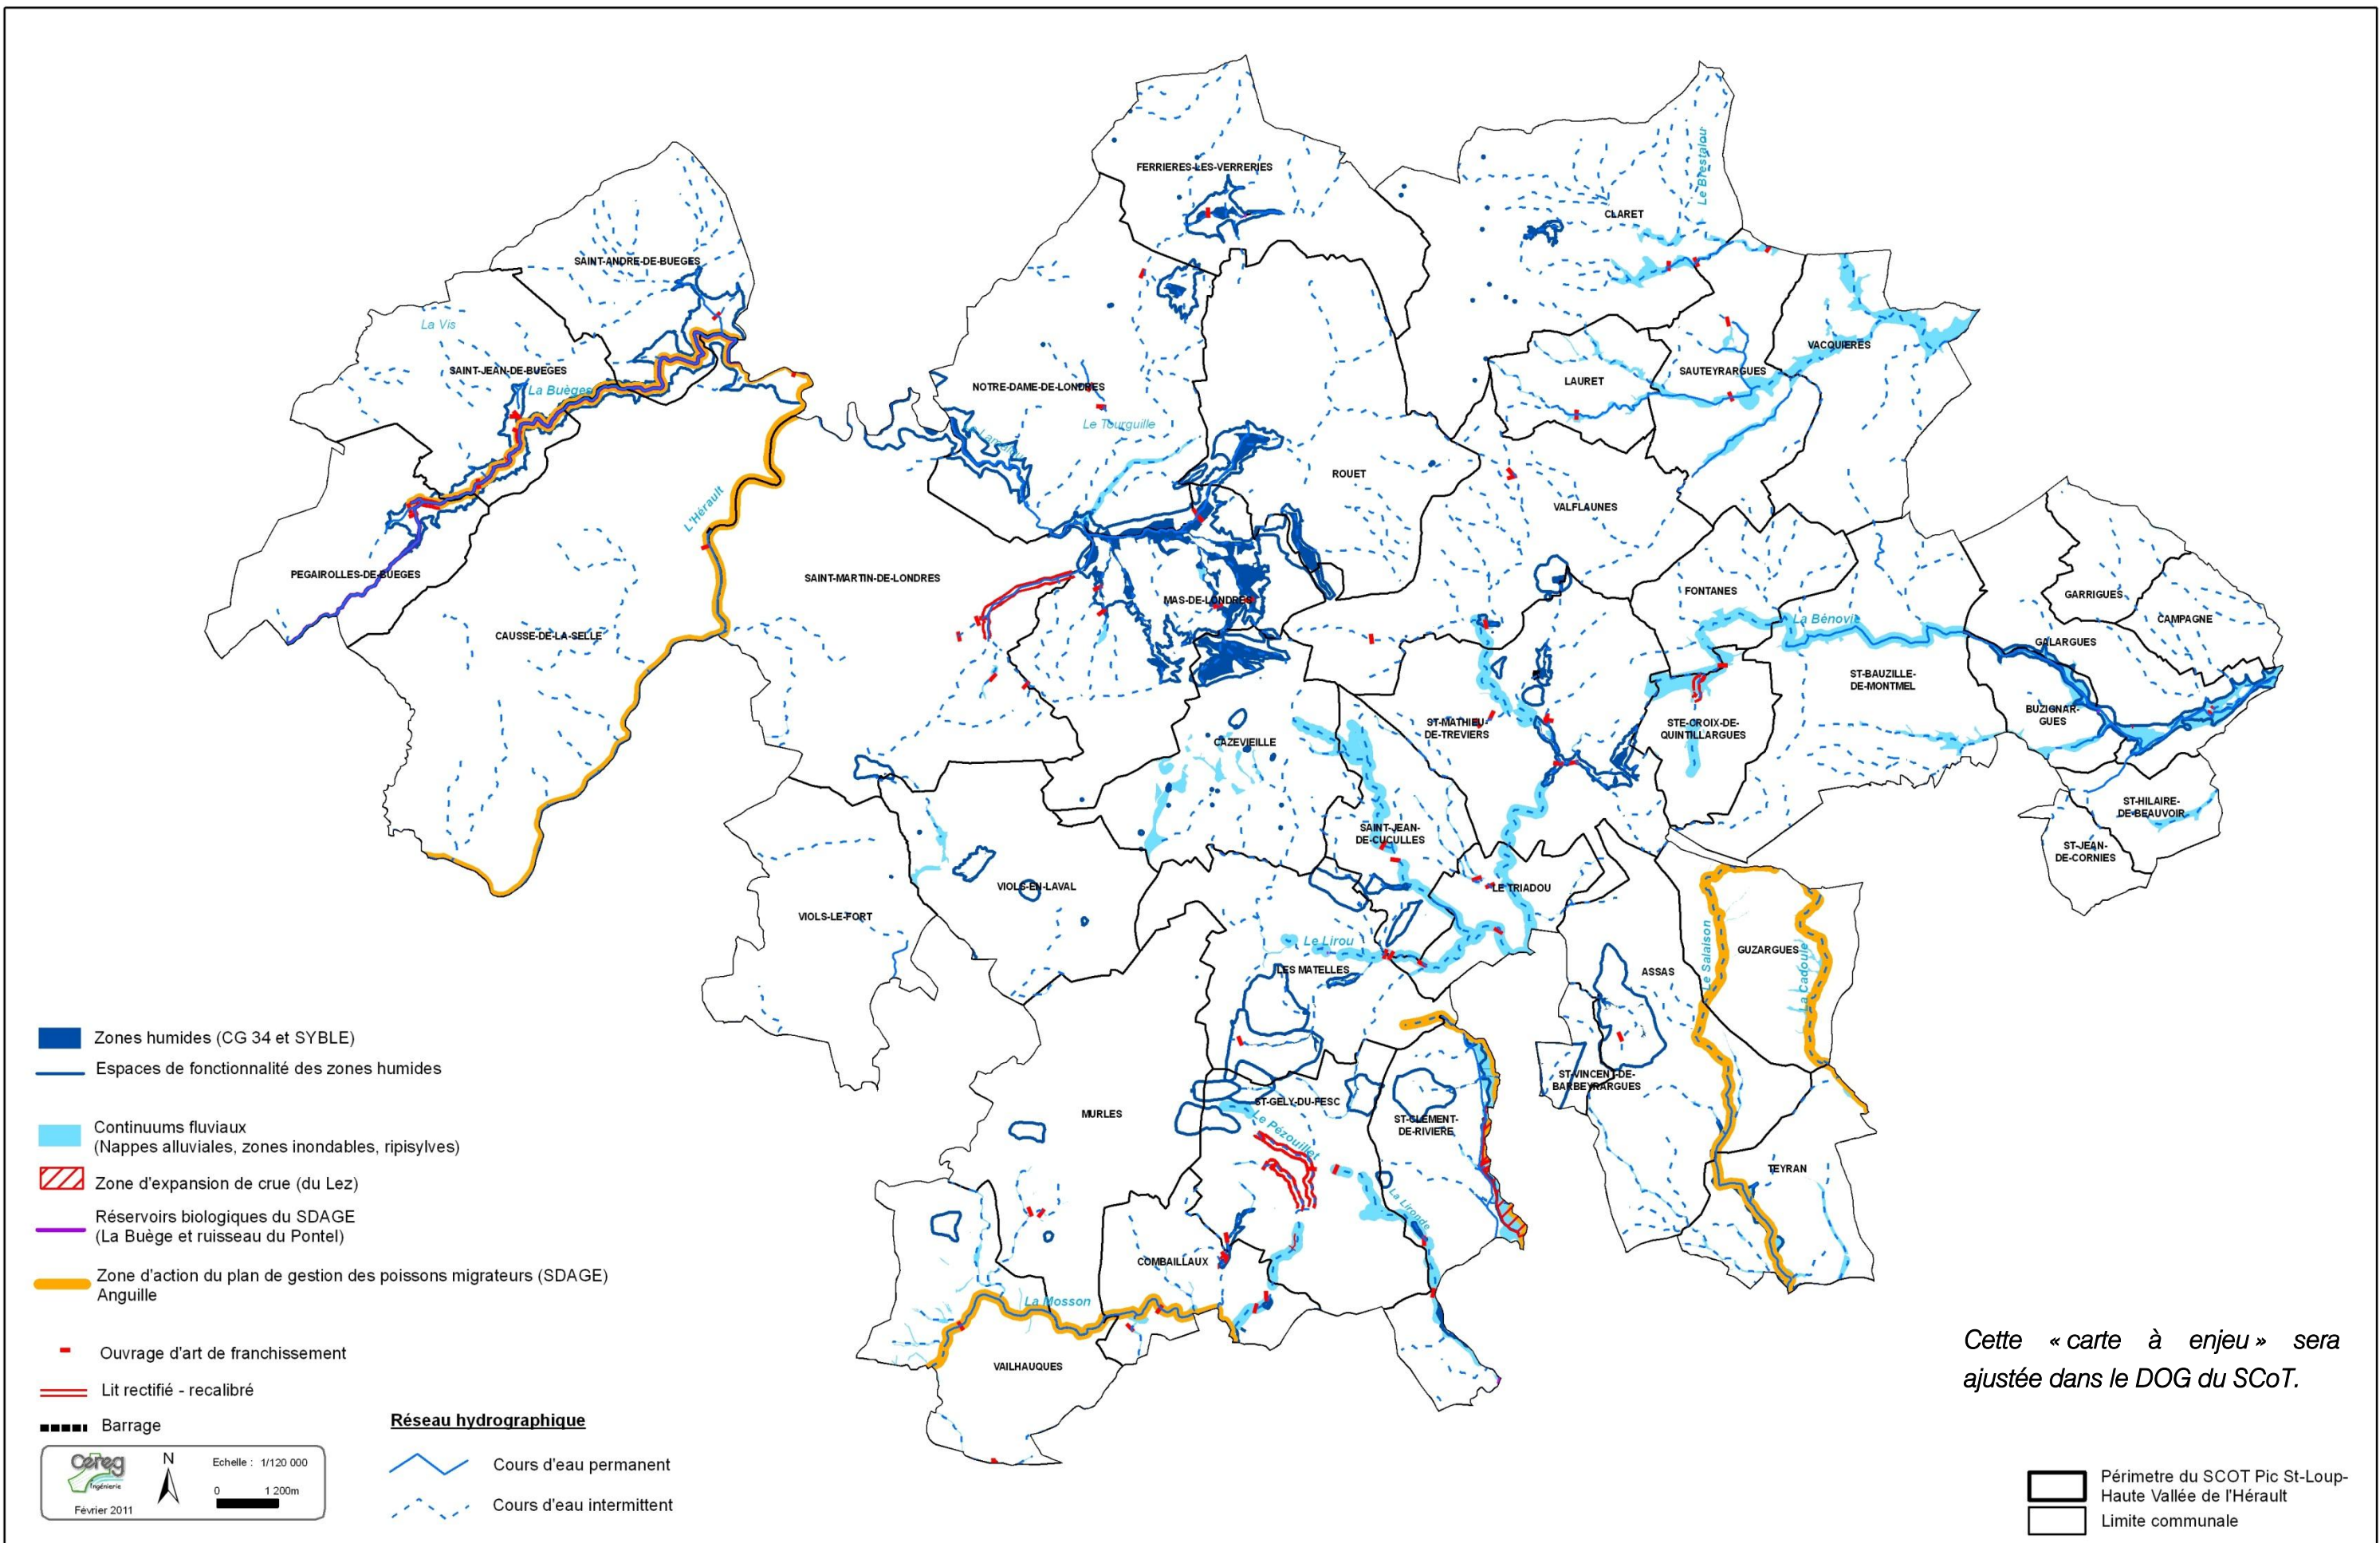 FERRIERES-LES-VERRERIES
Le Brestalou
CLARET
SAINT-ANDRE-DE-BUEGES
La Vis
SAINT-JEAN-DE-BUEGES
La Buèges
NOTRE-DAME-DE-LONDRES
Le Tourguille
LAURET
SAUTEYRARGUES
VACQUIERES
ROUET
VALFLAUNES
L'Hérault
PEGAIROLLES-DE-BUEGES
SAINT-MARTIN-DE-LONDRES
MAS-DE-LONDRES
CAUSSE-DE-LA-SELLE
FONTANES
La Bénovie
GARRIGUES
CAMPAGNE
GALARGUES
ST-BAUZILLE-
DE-MONTMEL
BUZIGNAR-
GUES
STE-CROIX-DE-
QUINTILLARGUES
ST-MATHIEU-
DE-TREVIERS
CAZEVIEILLE
SAINT-JEAN-
DE-CUCULLES
LE TRIADOU
ST-HILAIRE-
DE-BEAUVOIR
ST-JEAN-
DE-CORNIES
VIOLS-EN-LAVAL
VIOLS-LE-FORT
Le Lirou
LES MATELLES
ASSAS
Le Salaison
GUZARGUES
La Cadoule
ST-VINCENT-DE-
BARBEYRARGUES
MURLES
ST-GELY-DU-FESC
Le Pézouillet
ST-CLEMENT-
DE-RIVIERE
La Lironde
TEYRAN
COMBAILLAUX
La Mosson
VAILHAUQUES
Zones humides (CG 34 et SYBLE)
Espaces de fonctionnalité des zones humides
Continuums fluviaux
(Nappes alluviales, zones inondables, ripisylves)
Zone d'expansion de crue (du Lez)
Réservoirs biologiques du SDAGE
(La Buège et ruisseau du Pontel)
Zone d'action du plan de gestion des poissons migrateurs (SDAGE)
Anguille
Ouvrage d'art de franchissement
Lit rectifié - recalibré
Barrage
Réseau hydrographique
Cours d'eau permanent
Cours d'eau intermittent
Cereg
Ingénierie
Février 2011
N
Echelle : 1/120 000
0 1 200m
Cette « carte à enjeu » sera
ajustée dans le DOG du SCoT.
Périmetre du SCOT Pic St-Loup-
Haute Vallée de l'Hérault
Limite communale